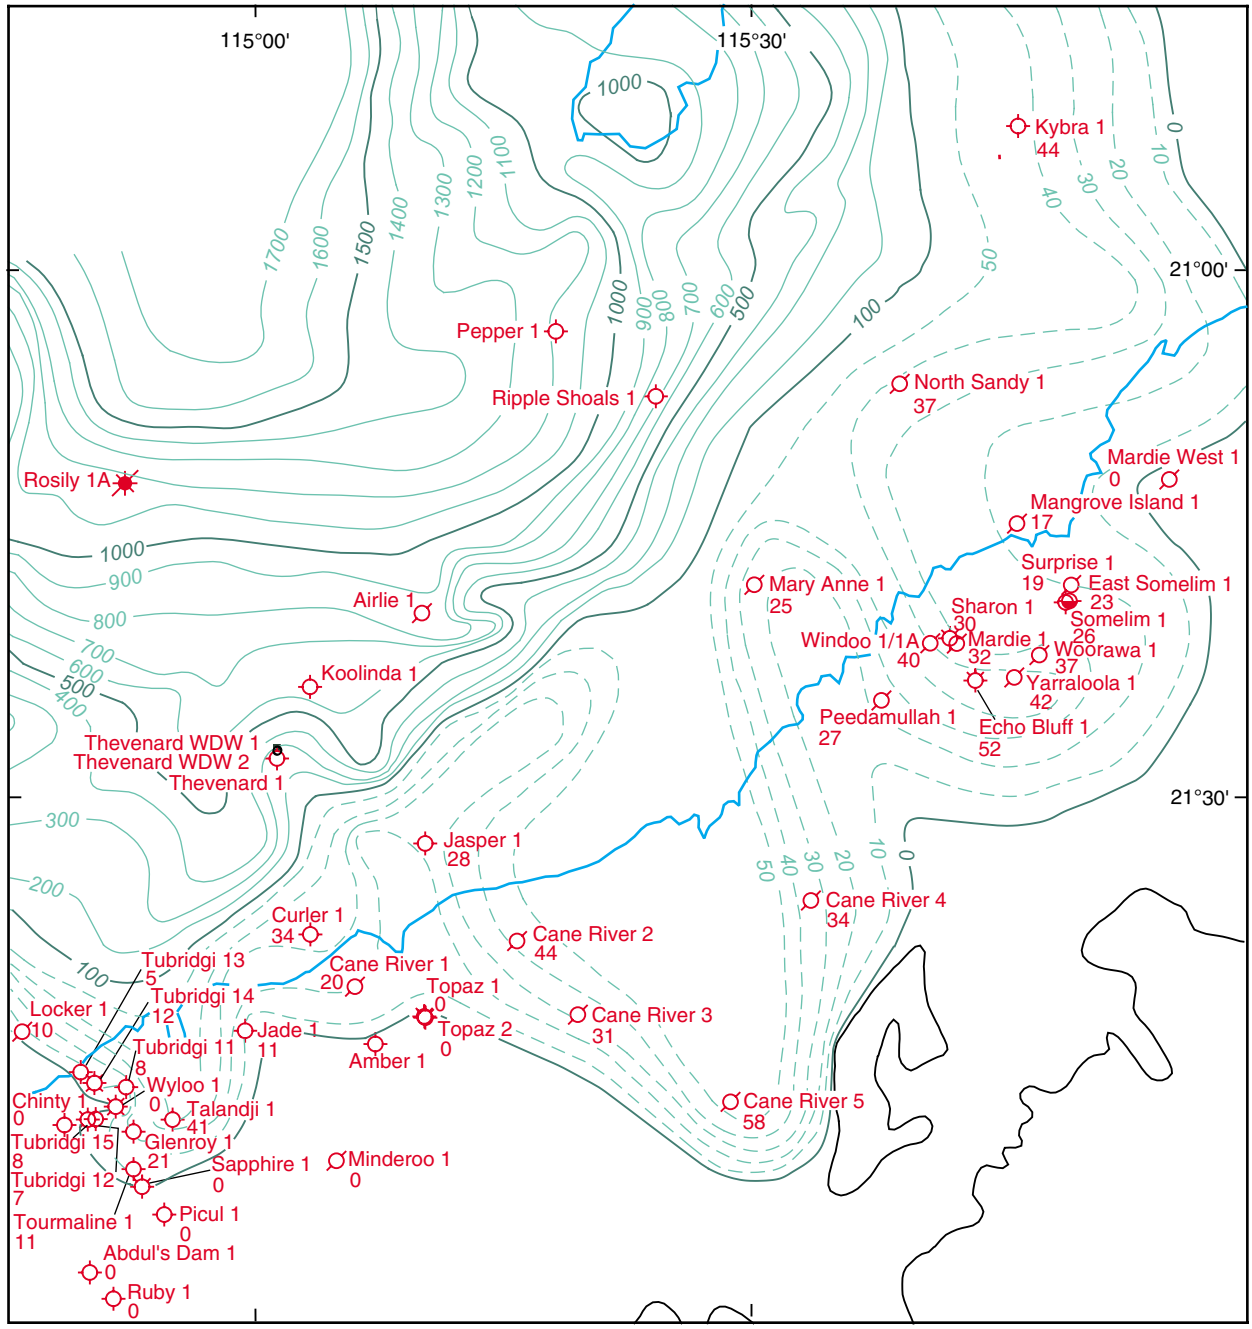 115°00'
115°30'
1000
0
10
20
30
40
Kybra 1
44
1100
1200
1300
1400
1500
1600
1700
50
21°00'
1000
900
800
700
600
500
100
Pepper 1
Ripple Shoals 1
North Sandy 1
37
Rosily 1A
Mardie West 1
0
Mangrove Island 1
17
1000
900
800
700
600
500
400
Airlie 1
Mary Anne 1
25
Surprise 1
19
East Somelim 1
23
Somelim 1
26
Sharon 1
30
Windoo 1/1A
40
Mardie 1
32
Woorawa 1
37
Yarraloola 1
42
Koolinda 1
Peedamullah 1
27
Echo Bluff 1
52
Thevenard WDW 1
Thevenard WDW 2
Thevenard 1
21°30'
300
Jasper 1
28
50
40
30
20
10
0
200
Cane River 4
34
Curler 1
34
Cane River 2
44
100
Tubridgi 13
5
Cane River 1
20
Tubridgi 14
12
Topaz 1
0
Locker 1
10
Cane River 3
31
Jade 1
11
Topaz 2
0
Tubridgi 11
8
Amber 1
Wyloo 1
0
Chinty 1
0
Talandji 1
41
Cane River 5
58
Tubridgi 15
8
Glenroy 1
21
Sapphire 1
0
Minderoo 1
0
Tubridgi 12
7
Tourmaline 1
11
Picul 1
0
Abdul's Dam 1
0
Ruby 1
0